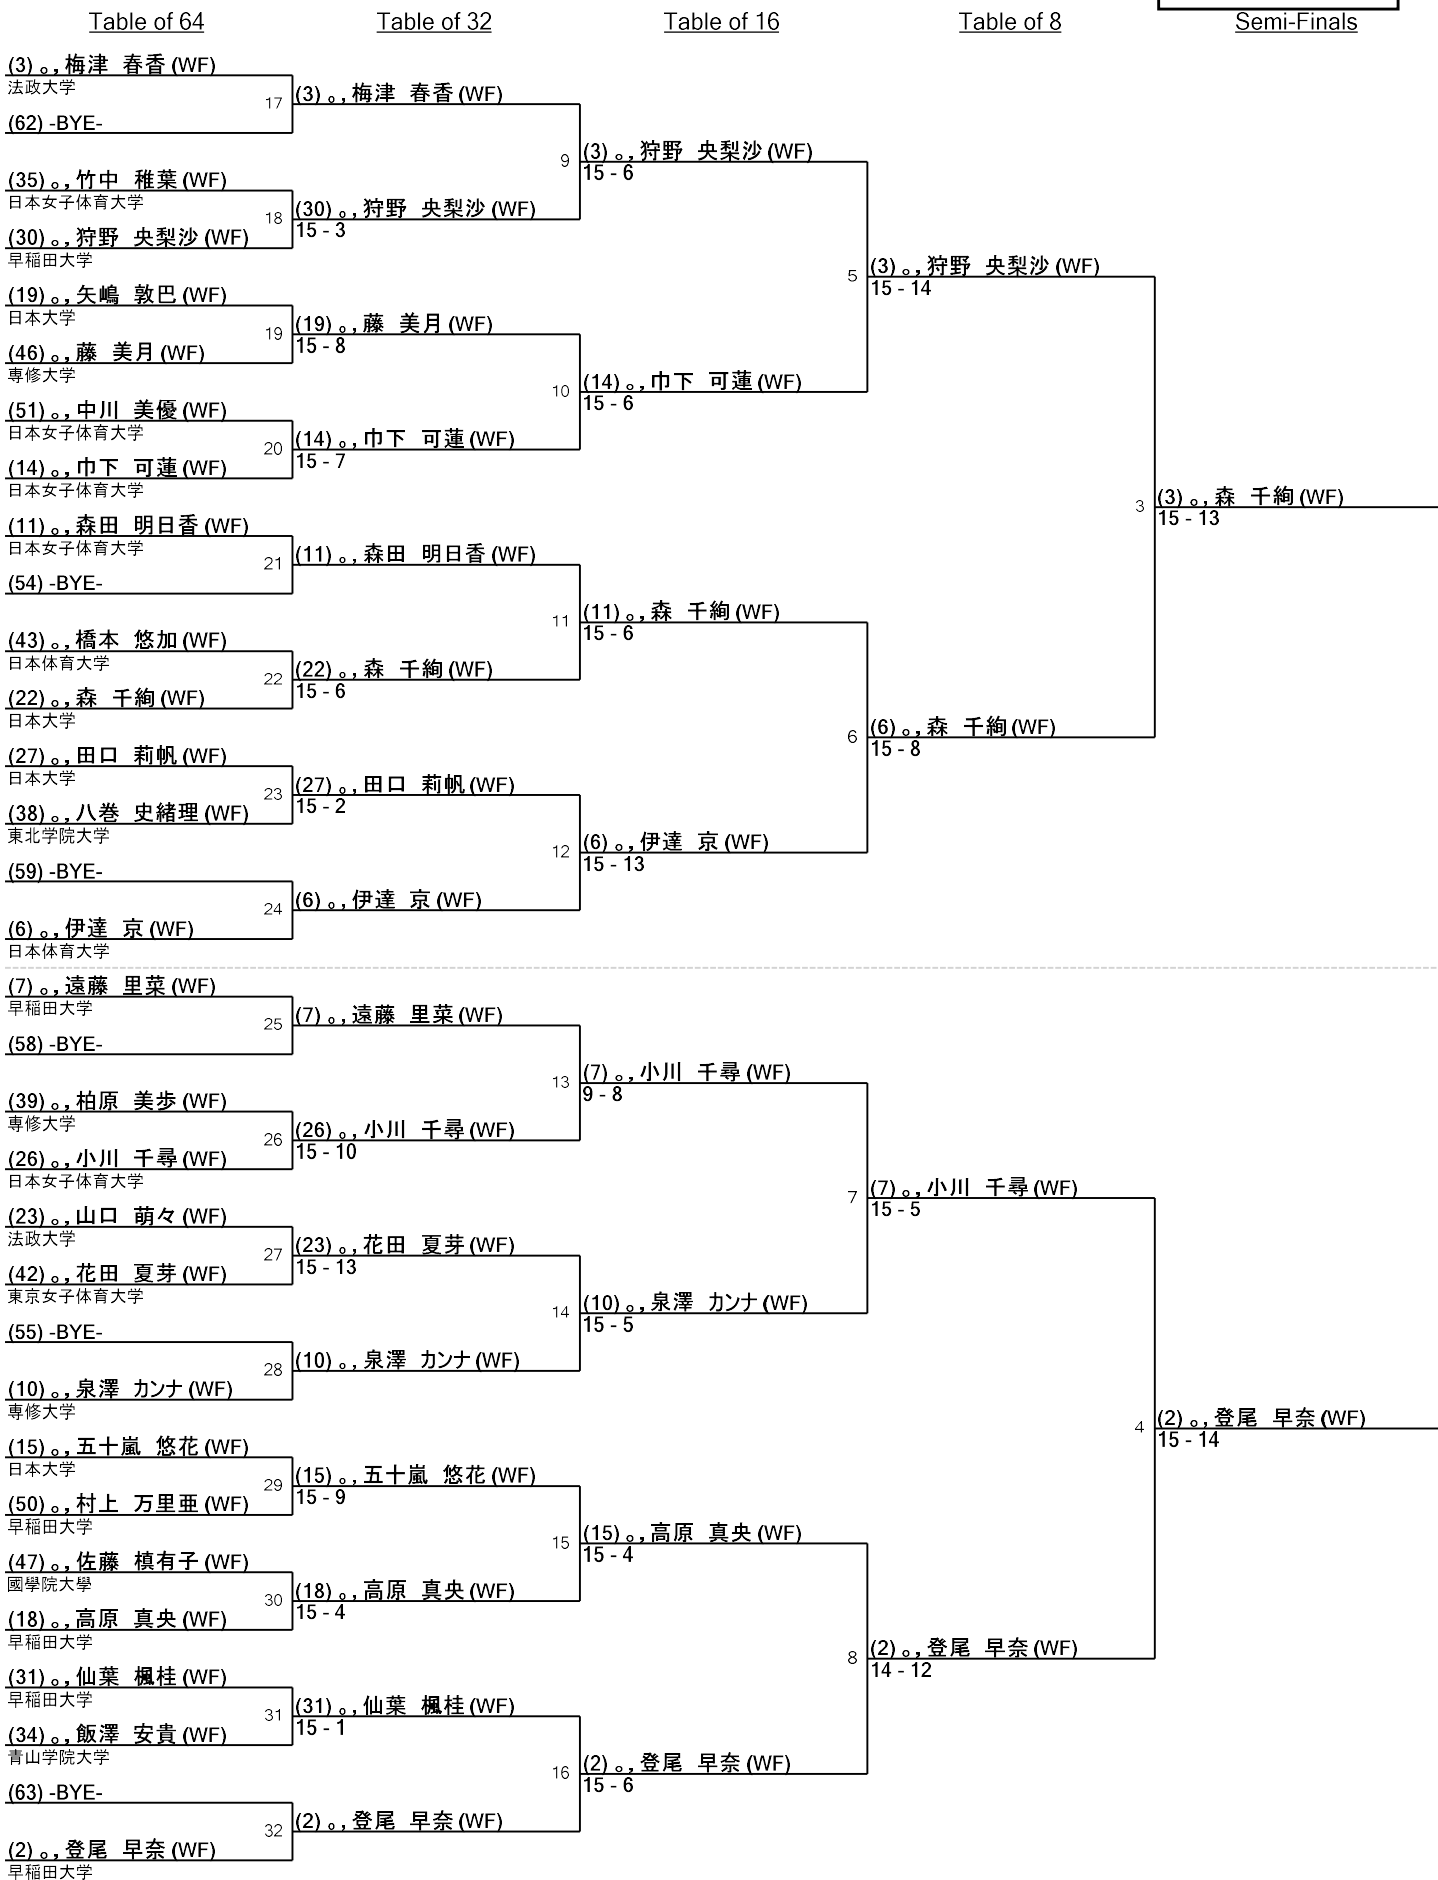 Table of 64 Table of 32 Table of 16 Table of 8 Semi-Finals
(3) 。, 梅津 春香 (WF)
法政大学
17
(3) 。, 梅津 春香 (WF)
(62) -BYE-
9
(3) 。, 狩野 央梨沙 (WF)
15 - 6
(35) 。, 竹中 稚葉 (WF)
日本女子体育大学
18
(30) 。, 狩野 央梨沙 (WF)
15 - 3
(30) 。, 狩野 央梨沙 (WF)
早稲田大学
5
(3) 。, 狩野 央梨沙 (WF)
15 - 14
(19) 。, 矢嶋 敦巴 (WF)
日本大学
19
(19) 。, 藤 美月 (WF)
15 - 8
(46) 。, 藤 美月 (WF)
専修大学
10
(14) 。, 巾下 可蓮 (WF)
15 - 6
(51) 。, 中川 美優 (WF)
日本女子体育大学
20
(14) 。, 巾下 可蓮 (WF)
15 - 7
(14) 。, 巾下 可蓮 (WF)
日本女子体育大学
3
(3) 。, 森 千絢 (WF)
15 - 13
(11) 。, 森田 明日香 (WF)
日本女子体育大学
21
(11) 。, 森田 明日香 (WF)
(54) -BYE-
11
(11) 。, 森 千絢 (WF)
15 - 6
(43) 。, 橋本 悠加 (WF)
日本体育大学
22
(22) 。, 森 千絢 (WF)
15 - 6
(22) 。, 森 千絢 (WF)
日本大学
6
(6) 。, 森 千絢 (WF)
15 - 8
(27) 。, 田口 莉帆 (WF)
日本大学
23
(27) 。, 田口 莉帆 (WF)
15 - 2
(38) 。, 八巻 史緒理 (WF)
東北学院大学
12
(6) 。, 伊達 京 (WF)
15 - 13
(59) -BYE-
24
(6) 。, 伊達 京 (WF)
(6) 。, 伊達 京 (WF)
日本体育大学
(7) 。, 遠藤 里菜 (WF)
早稲田大学
25
(7) 。, 遠藤 里菜 (WF)
(58) -BYE-
13
(7) 。, 小川 千尋 (WF)
9 - 8
(39) 。, 柏原 美歩 (WF)
専修大学
26
(26) 。, 小川 千尋 (WF)
15 - 10
(26) 。, 小川 千尋 (WF)
日本女子体育大学
7
(7) 。, 小川 千尋 (WF)
15 - 5
(23) 。, 山口 萌々 (WF)
法政大学
27
(23) 。, 花田 夏芽 (WF)
15 - 13
(42) 。, 花田 夏芽 (WF)
東京女子体育大学
14
(10) 。, 泉澤 カンナ (WF)
15 - 5
(55) -BYE-
28
(10) 。, 泉澤 カンナ (WF)
(10) 。, 泉澤 カンナ (WF)
専修大学
4
(2) 。, 登尾 早奈 (WF)
15 - 14
(15) 。, 五十嵐 悠花 (WF)
日本大学
29
(15) 。, 五十嵐 悠花 (WF)
15 - 9
(50) 。, 村上 万里亜 (WF)
早稲田大学
15
(15) 。, 高原 真央 (WF)
15 - 4
(47) 。, 佐藤 槙有子 (WF)
國學院大學
30
(18) 。, 高原 真央 (WF)
15 - 4
(18) 。, 高原 真央 (WF)
早稲田大学
8
(2) 。, 登尾 早奈 (WF)
14 - 12
(31) 。, 仙葉 楓桂 (WF)
早稲田大学
31
(31) 。, 仙葉 楓桂 (WF)
15 - 1
(34) 。, 飯澤 安貴 (WF)
青山学院大学
16
(2) 。, 登尾 早奈 (WF)
15 - 6
(63) -BYE-
32
(2) 。, 登尾 早奈 (WF)
(2) 。, 登尾 早奈 (WF)
早稲田大学